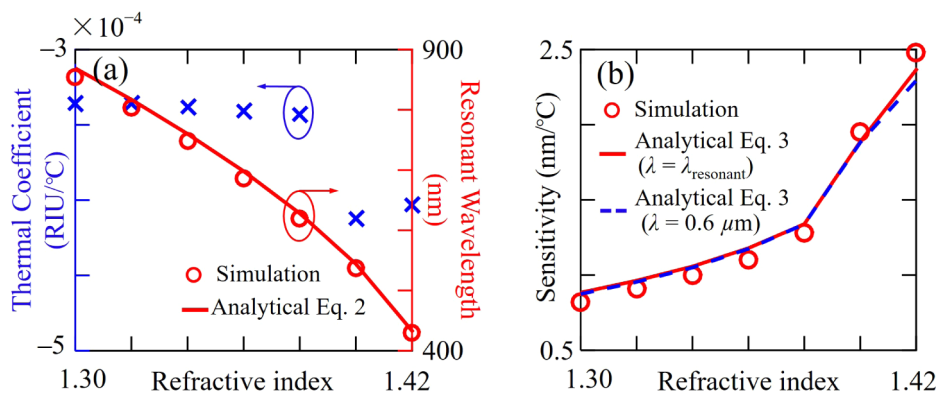 × 10⁻⁴
−3
−5
Thermal Coefficient
(RIU/°C)
(a)
Simulation
Analytical Eq. 2
1.30
Refractive index
1.42
900
400
Resonant Wavelength
(nm)
(b)
2.5
0.5
Sensitivity (nm/°C)
Simulation
Analytical Eq. 3
(λ = λresonant)
Analytical Eq. 3
(λ = 0.6 µm)
1.30
Refractive index
1.42